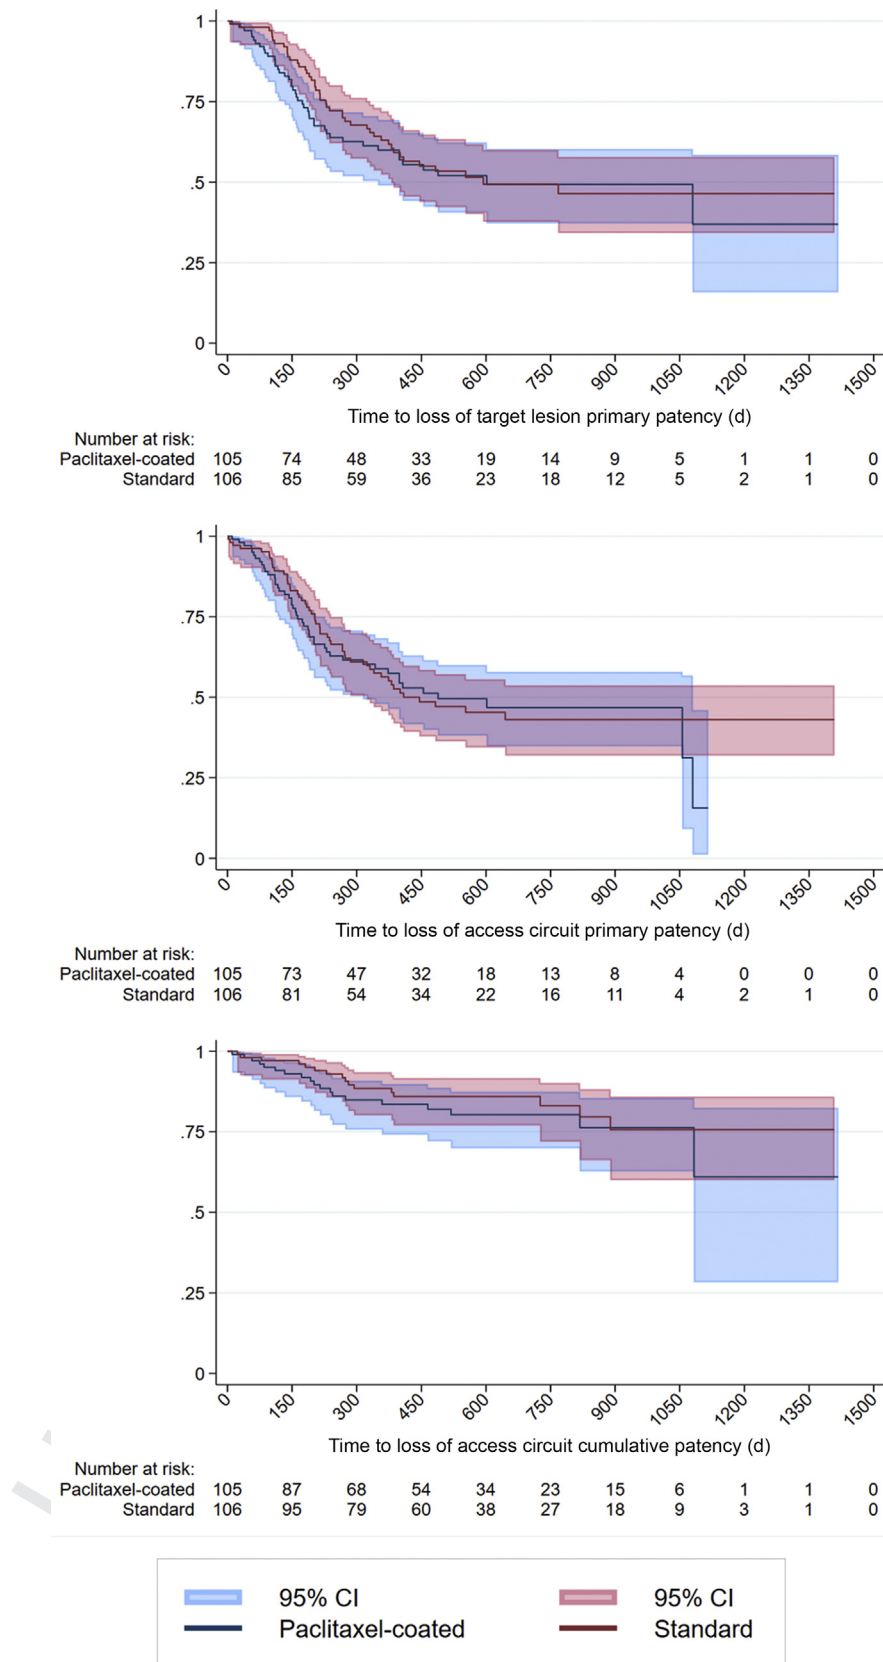 1
.75
.5
.25
0
0 150 300 450 600 750 900 1050 1200 1350 1500
Time to loss of target lesion primary patency (d)
Number at risk:
Paclitaxel-coated 105 74 48 33 19 14 9 5 1 1 0
Standard 106 85 59 36 23 18 12 5 2 1 0
1
.75
.5
.25
0
0 150 300 450 600 750 900 1050 1200 1350 1500
Time to loss of access circuit primary patency (d)
Number at risk:
Paclitaxel-coated 105 73 47 32 18 13 8 4 0 0 0
Standard 106 81 54 34 22 16 11 4 2 1 0
1
.75
.5
.25
0
0 150 300 450 600 750 900 1050 1200 1350 1500
Time to loss of access circuit cumulative patency (d)
Number at risk:
Paclitaxel-coated 105 87 68 54 34 23 15 6 1 1 0
Standard 106 95 79 60 38 27 18 9 3 1 0
95% CI 95% CI
Paclitaxel-coated Standard